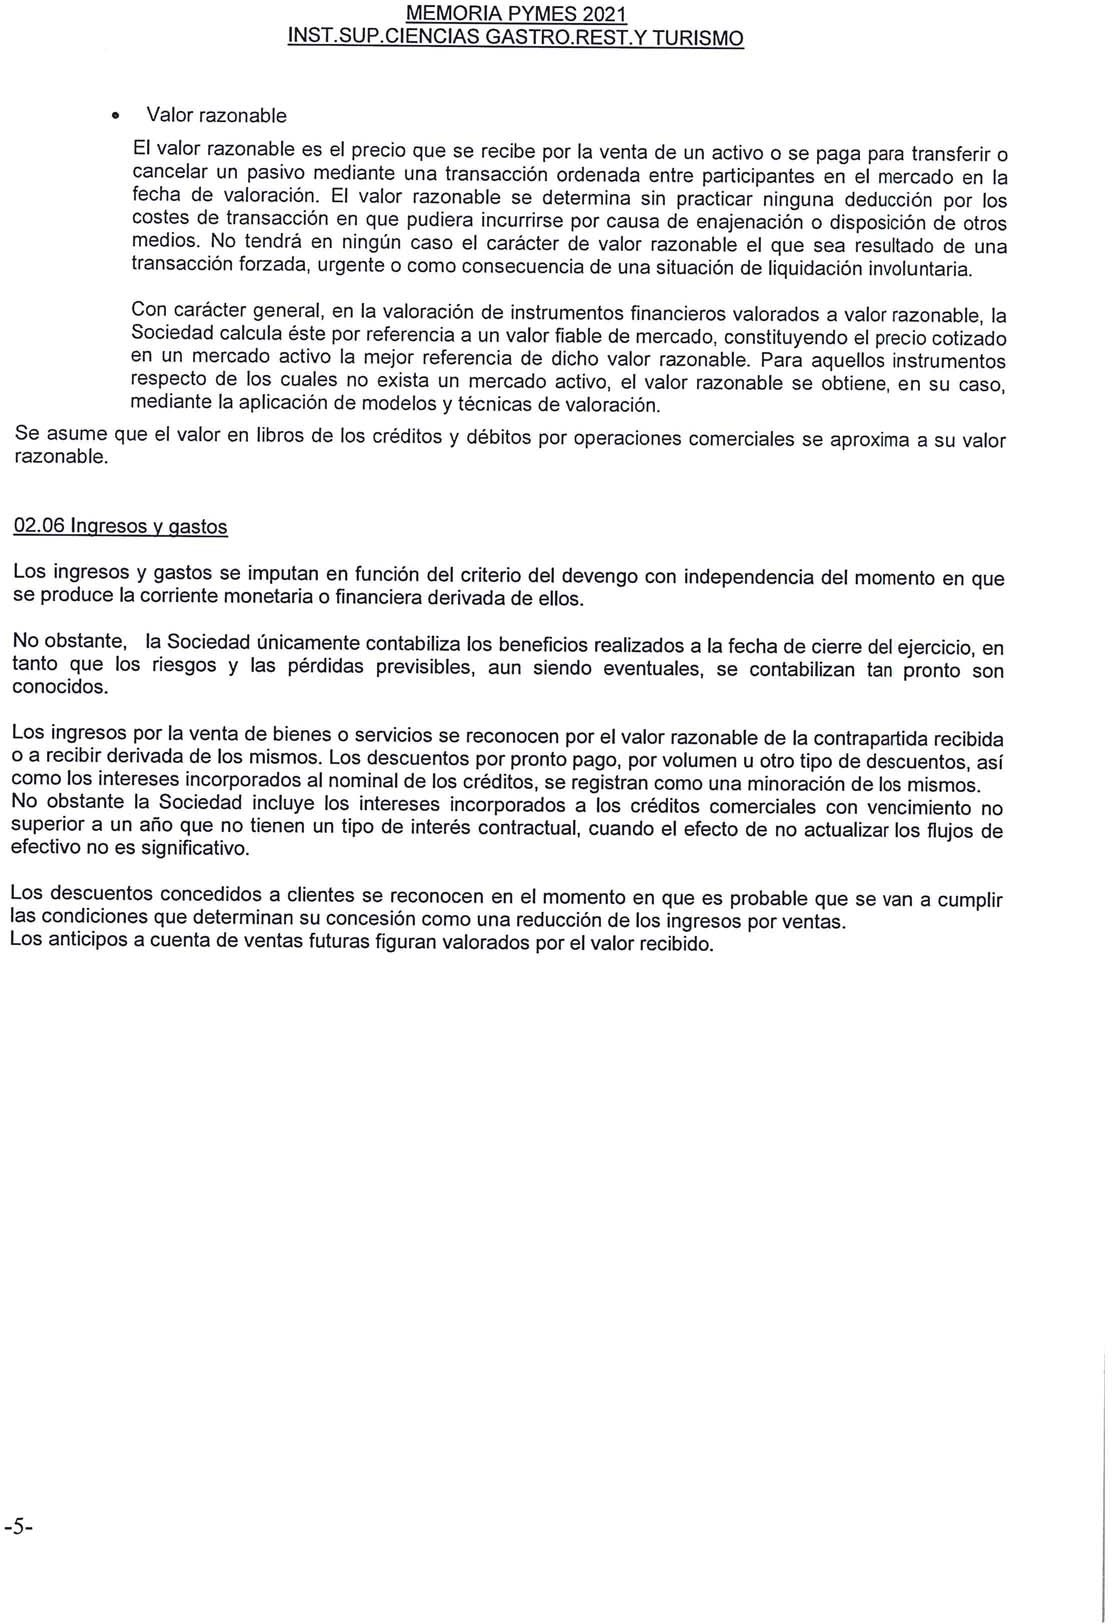 MEMORIA PYMES 2021
INST.SUP.CIENCIAS GASTRO.REST.Y TURISMO
• Valor razonable
El valor razonable es el precio que se recibe por la venta de un activo o se paga para transferir o
cancelar un pasivo mediante una transacción ordenada entre participantes en el mercado en la
fecha de valoración. El valor razonable se determina sin practicar ninguna deducción por los
costes de transacción en que pudiera incurrirse por causa de enajenación o disposición de otros
medios. No tendrá en ningún caso el carácter de valor razonable el que sea resultado de una
transacción forzada, urgente o como consecuencia de una situación de liquidación involuntaria.
Con carácter general, en la valoración de instrumentos financieros valorados a valor razonable, la
Sociedad calcula éste por referencia a un valor fiable de mercado, constituyendo el precio cotizado
en un mercado activo la mejor referencia de dicho valor razonable. Para aquellos instrumentos
respecto de los cuales no exista un mercado activo, el valor razonable se obtiene, en su caso,
mediante la aplicación de modelos y técnicas de valoración.
Se asume que el valor en libros de los créditos y débitos por operaciones comerciales se aproxima a su valor
razonable.
02.06 Ingresos y gastos
Los ingresos y gastos se imputan en función del criterio del devengo con independencia del momento en que
se produce la corriente monetaria o financiera derivada de ellos.
No obstante, la Sociedad únicamente contabiliza los beneficios realizados a la fecha de cierre del ejercicio, en
tanto que los riesgos y las pérdidas previsibles, aun siendo eventuales, se contabilizan tan pronto son
conocidos.
Los ingresos por la venta de bienes o servicios se reconocen por el valor razonable de la contrapartida recibida
o a recibir derivada de los mismos. Los descuentos por pronto pago, por volumen u otro tipo de descuentos, así
como los intereses incorporados al nominal de los créditos, se registran como una minoración de los mismos.
No obstante la Sociedad incluye los intereses incorporados a los créditos comerciales con vencimiento no
superior a un año que no tienen un tipo de interés contractual, cuando el efecto de no actualizar los flujos de
efectivo no es significativo.
Los descuentos concedidos a clientes se reconocen en el momento en que es probable que se van a cumplir
las condiciones que determinan su concesión como una reducción de los ingresos por ventas.
Los anticipos a cuenta de ventas futuras figuran valorados por el valor recibido.
-5-